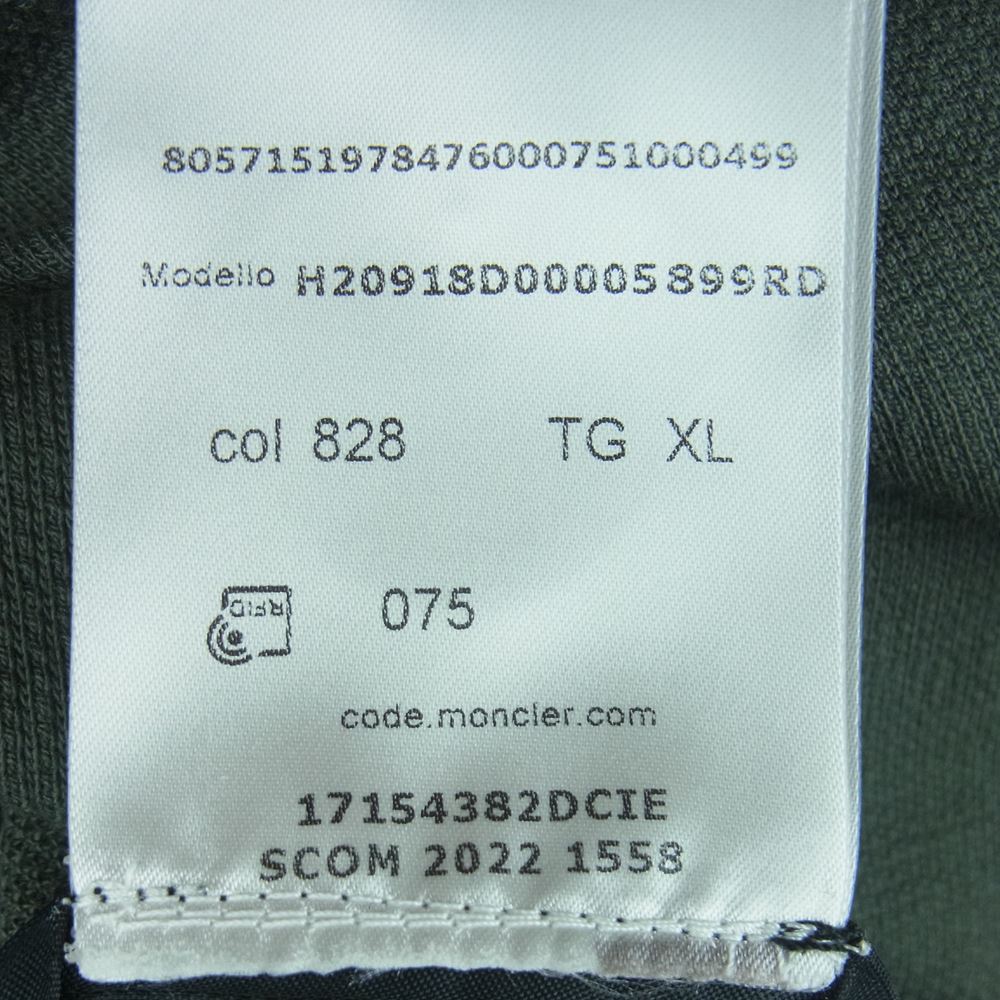 8057151978476000751000499
Modello H20918D00005899RD
col 828 TG XL
RFID 075
code.moncler.com
17154382DCIE
SCOM 2022 1558